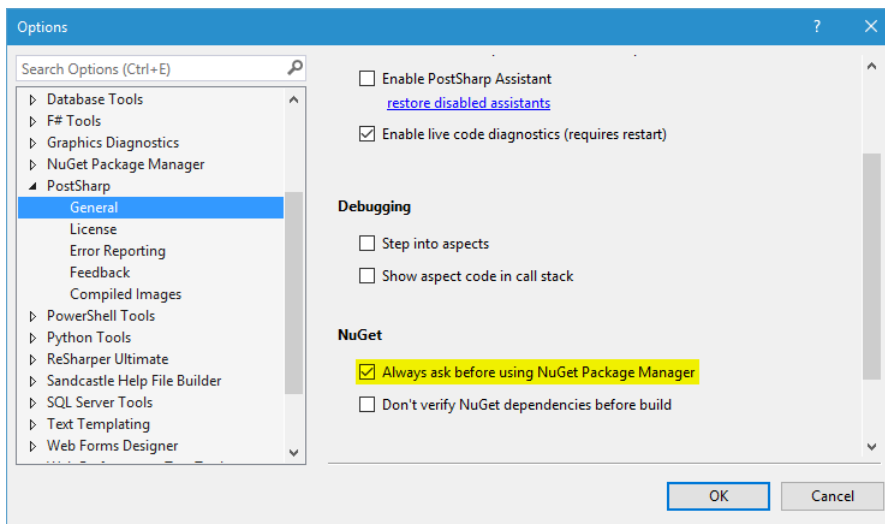 Options
?
Search Options (Ctrl+E)
Database Tools
F# Tools
Graphics Diagnostics
NuGet Package Manager
PostSharp
General
License
Error Reporting
Feedback
Compiled Images
PowerShell Tools
Python Tools
ReSharper Ultimate
Sandcastle Help File Builder
SQL Server Tools
Text Templating
Web Forms Designer
Enable PostSharp Assistant
restore disabled assistants
Enable live code diagnostics (requires restart)
Debugging
Step into aspects
Show aspect code in call stack
NuGet
Always ask before using NuGet Package Manager
Don't verify NuGet dependencies before build
OK
Cancel